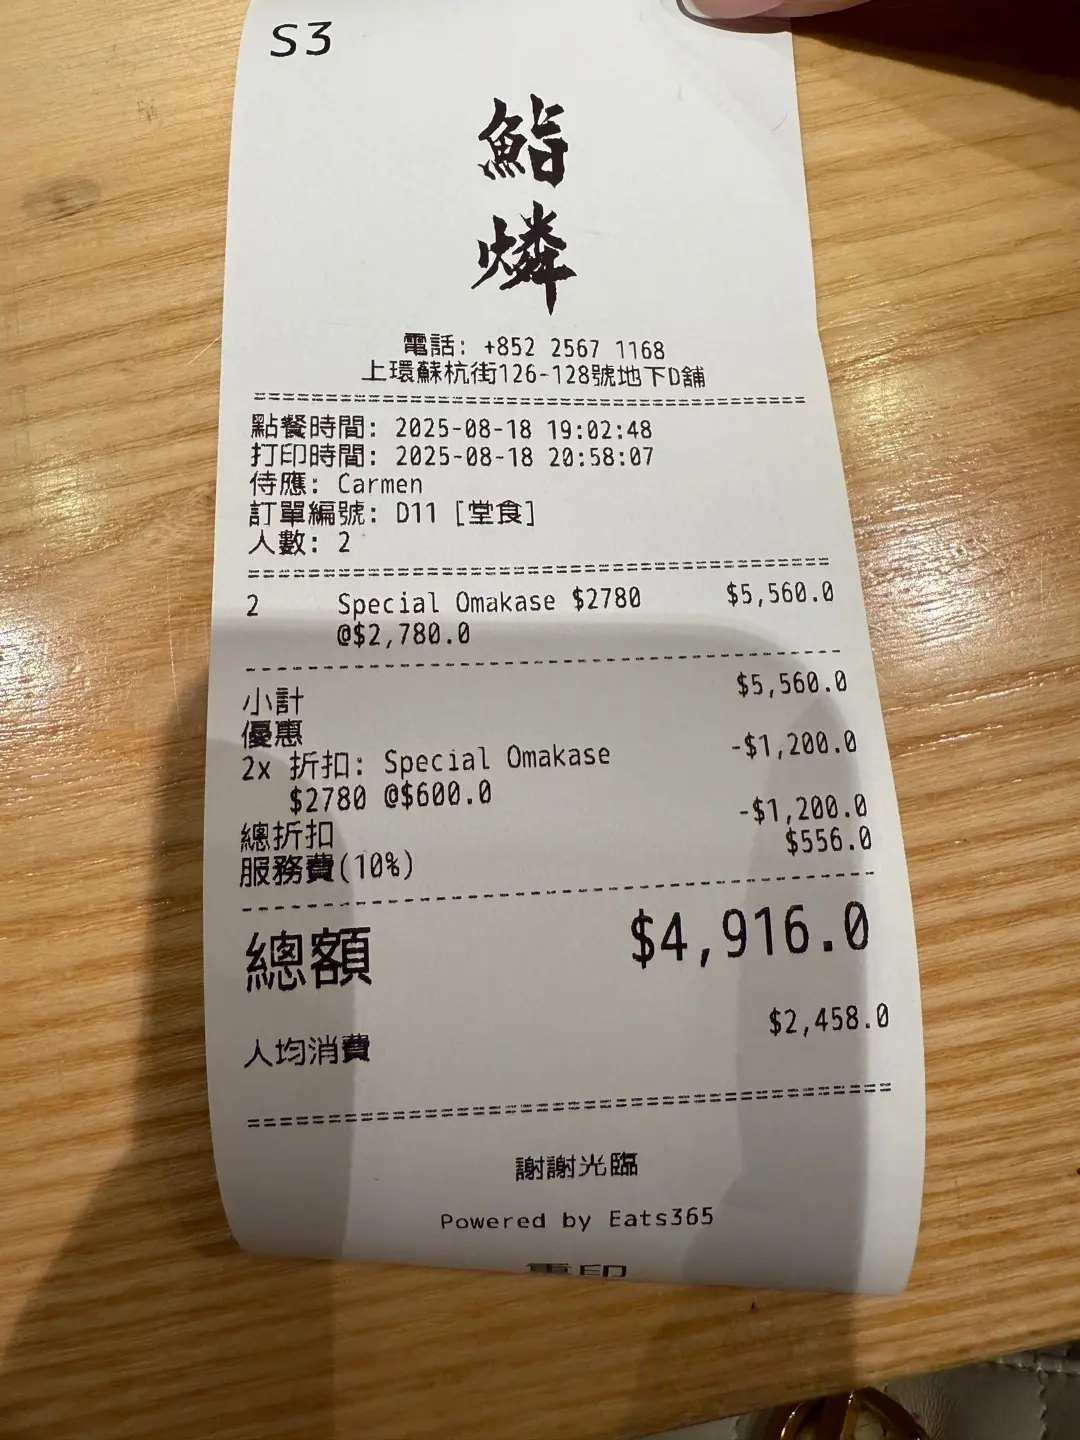 S3
鮨
燐
電話: +852 2567 1168
上環蘇杭街126-128號地下D舖
點餐時間: 2025-08-18 19:02:48
打印時間: 2025-08-18 20:58:07
侍應: Carmen
訂單編號: D11 [堂食]
人數: 2
2 Special Omakase $2780 $5,560.0
@$2,780.0
小計 $5,560.0
優惠
2x 折扣: Special Omakase -$1,200.0
$2780 @$600.0
總折扣 -$1,200.0
服務費(10%) $556.0
總額 $4,916.0
人均消費 $2,458.0
謝謝光臨
Powered by Eats365
重印